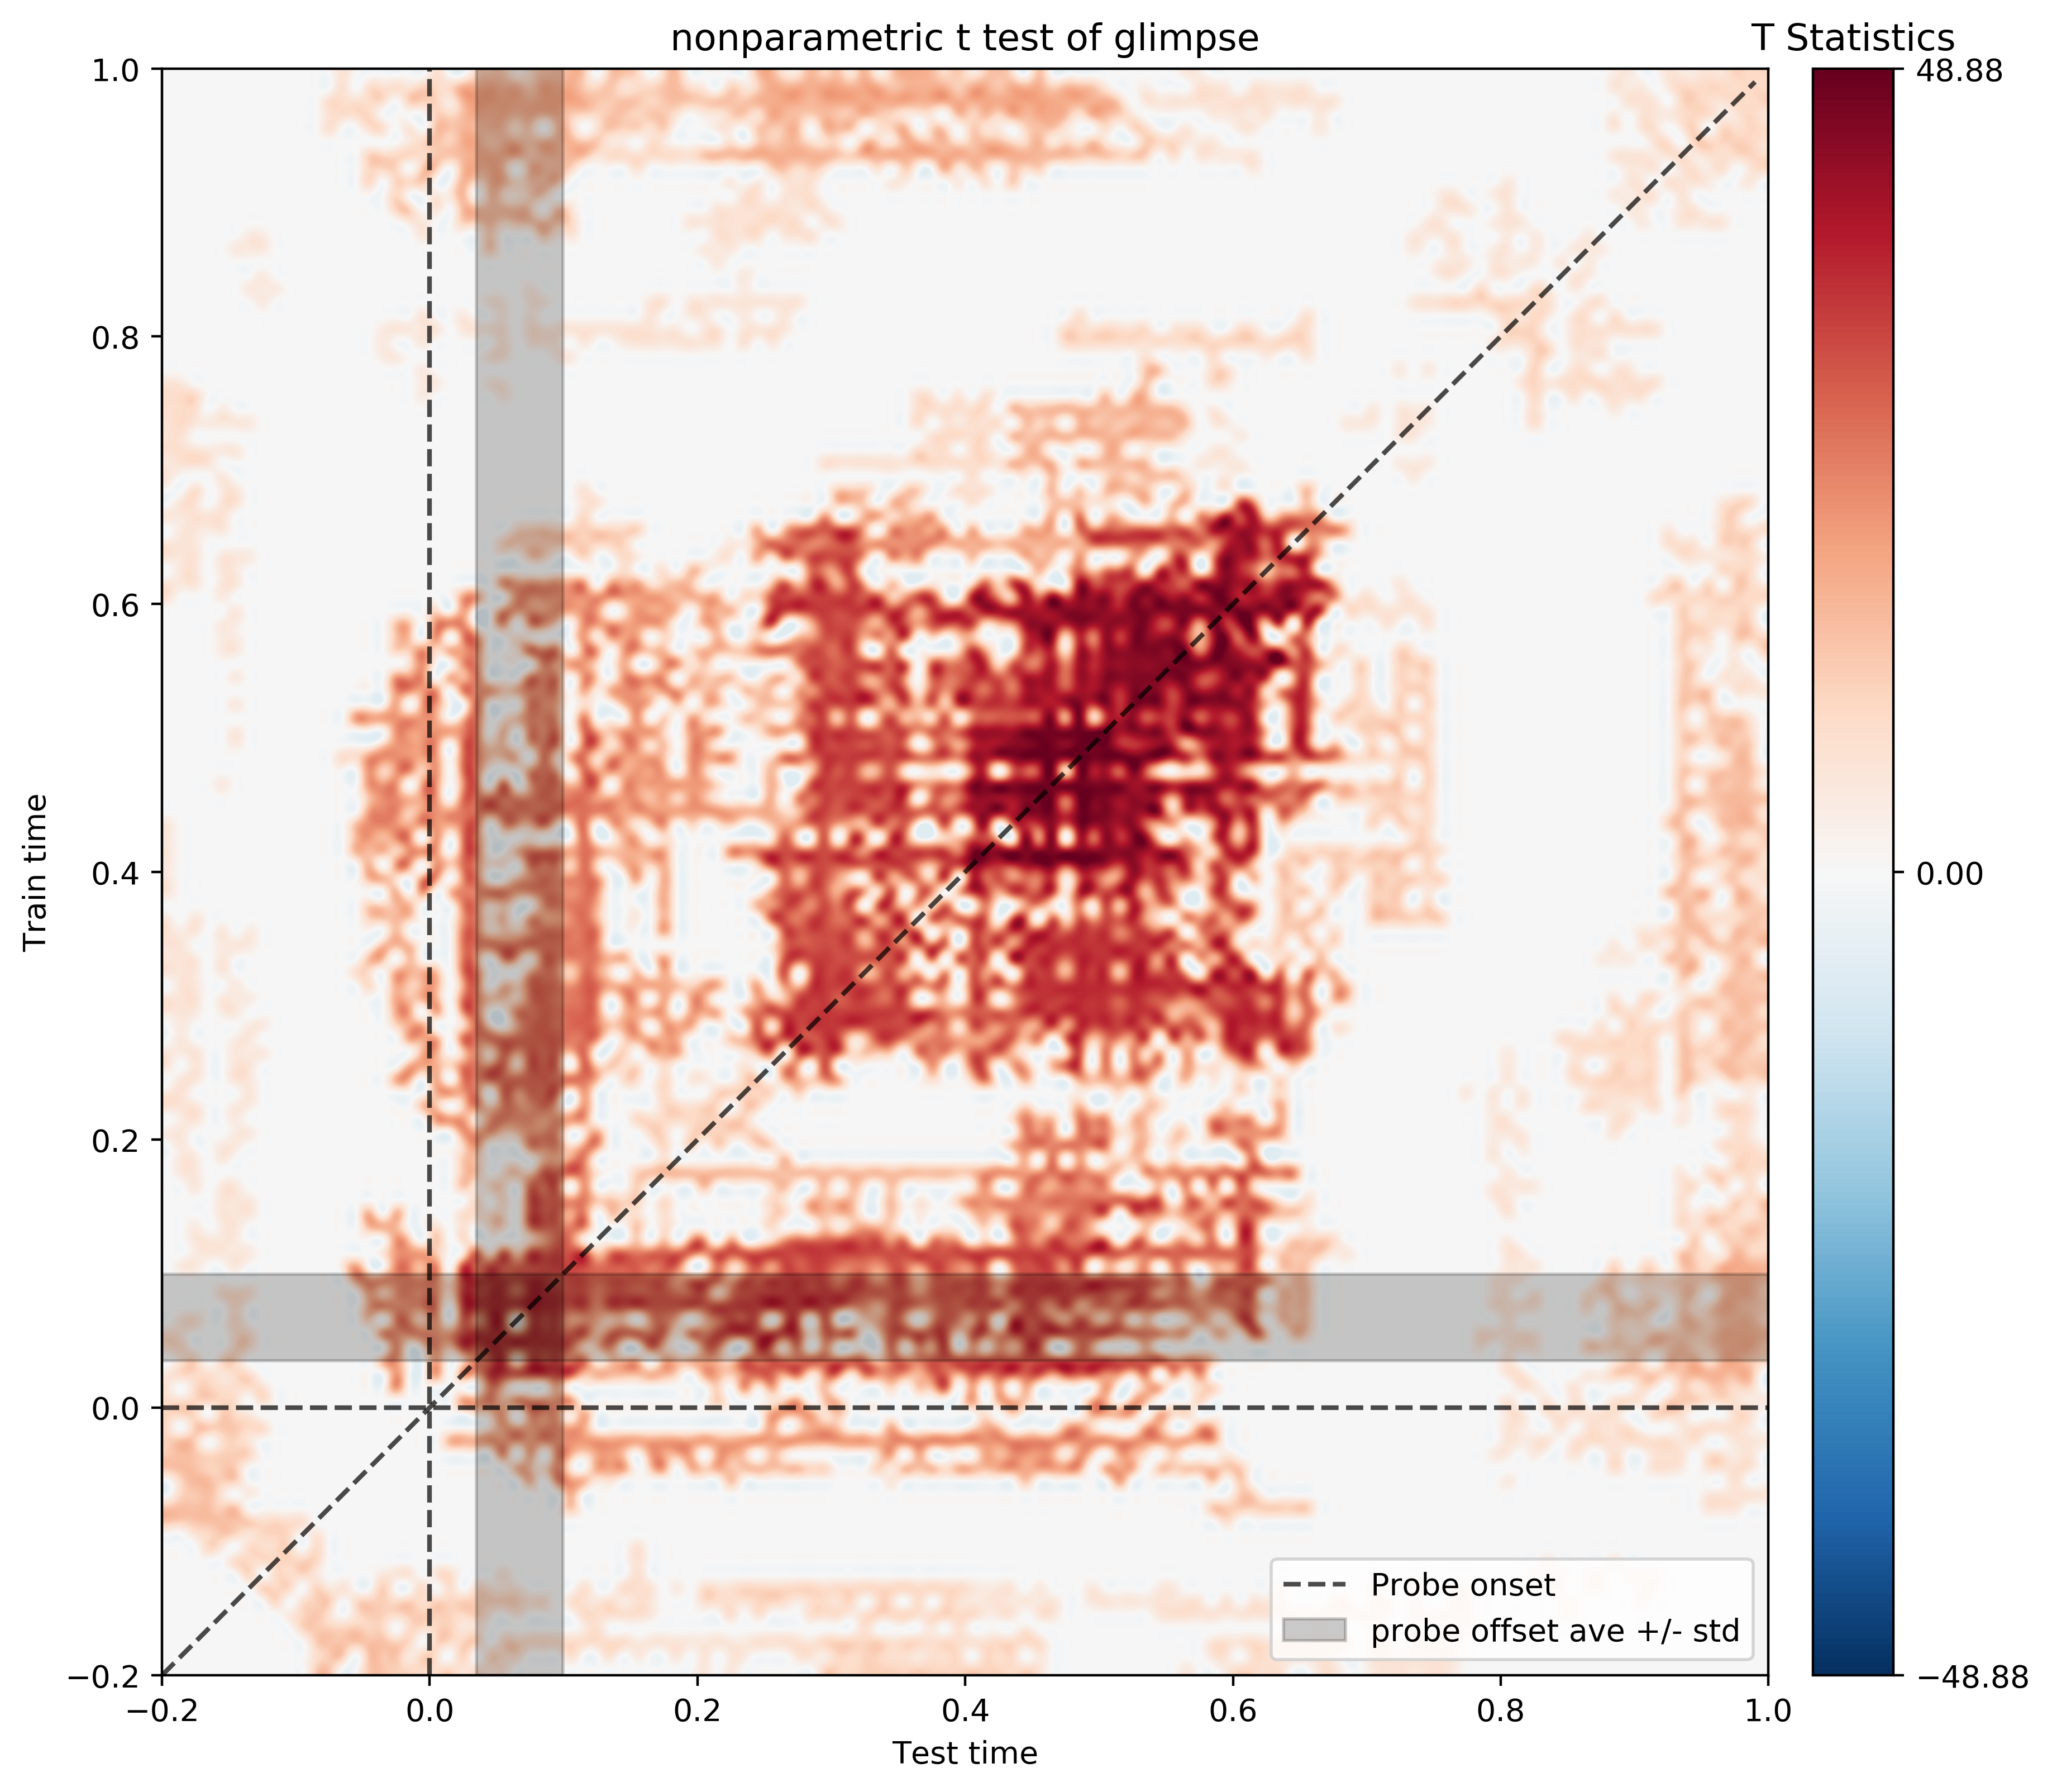 nonparametric t test of glimpse
T Statistics
48.88
0.00
−48.88
1.0
0.8
0.6
0.4
0.2
0.0
−0.2
Train time
−0.2
0.0
0.2
0.4
0.6
0.8
1.0
Test time
Probe onset
probe offset ave +/- std